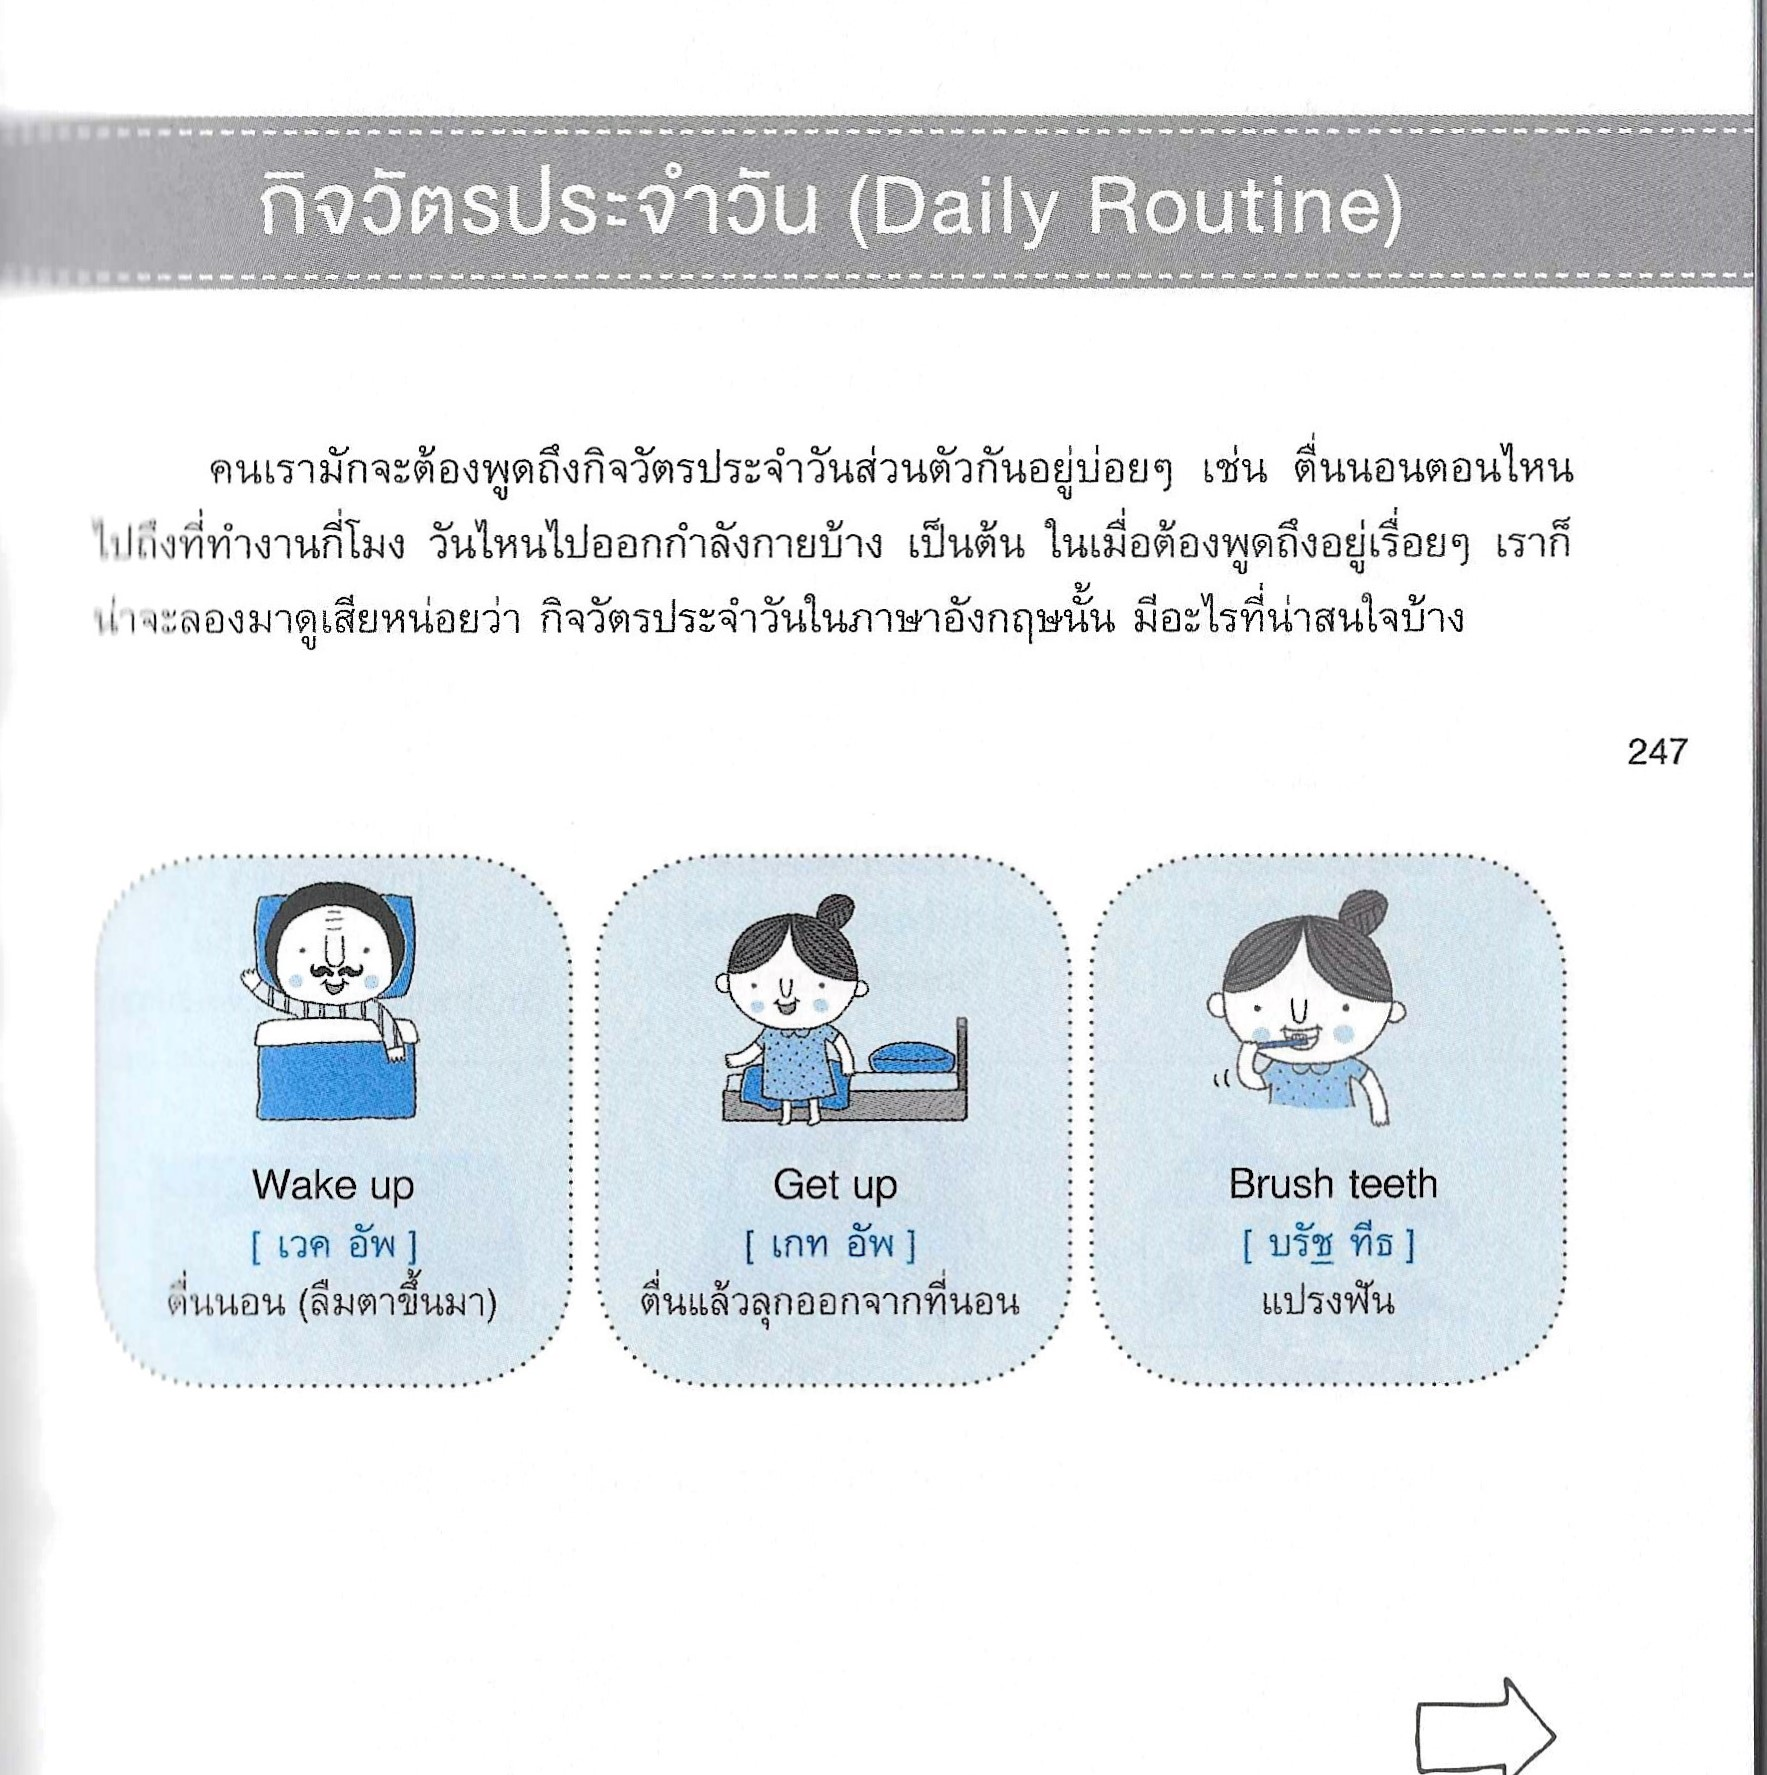 กิจวัตรประจำวัน (Daily Routine)
คนเรามักจะต้องพูดถึงกิจวัตรประจำวันส่วนตัวกันอยู่บ่อยๆ เช่น ตื่นนอนตอนไหน
ไปถึงที่ทำงานกี่โมง วันไหนไปออกกำลังกายบ้าง เป็นต้น ในเมื่อต้องพูดถึงอยู่เรื่อยๆ เราก็
น่าจะลองมาดูเสียหน่อยว่า กิจวัตรประจำวันในภาษาอังกฤษนั้น มีอะไรที่น่าสนใจบ้าง
247
Wake up
[ เวค อัพ ]
ตื่นนอน (ลืมตาขึ้นมา)
Get up
[ เกท อัพ ]
ตื่นแล้วลุกออกจากที่นอน
Brush teeth
[ บรัช ทีธ ]
แปรงฟัน